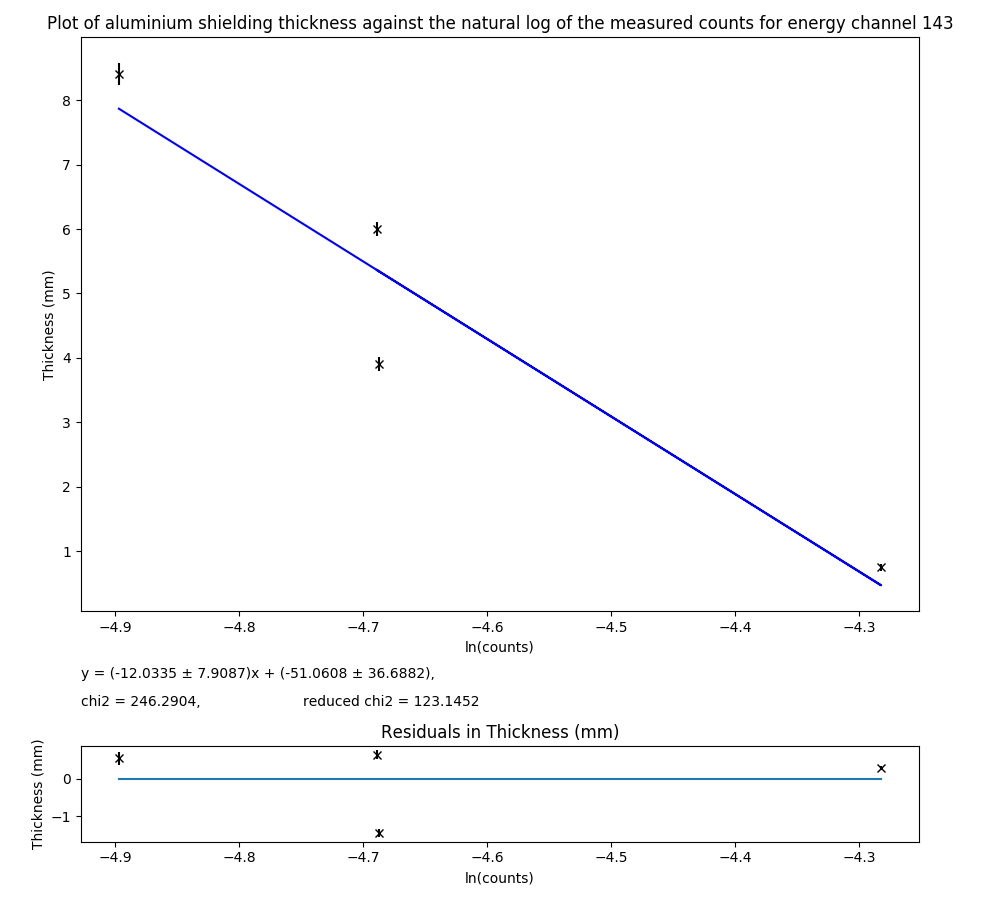 Plot of aluminium shielding thickness against the natural log of the measured counts for energy channel 143
8
7
6
5
4
3
2
1
Thickness (mm)
−4.9 −4.8 −4.7 −4.6 −4.5 −4.4 −4.3
ln(counts)
y = (-12.0335 ± 7.9087)x + (-51.0608 ± 36.6882),
chi2 = 246.2904, reduced chi2 = 123.1452
Residuals in Thickness (mm)
0
−1
Thickness (mm)
−4.9 −4.8 −4.7 −4.6 −4.5 −4.4 −4.3
ln(counts)